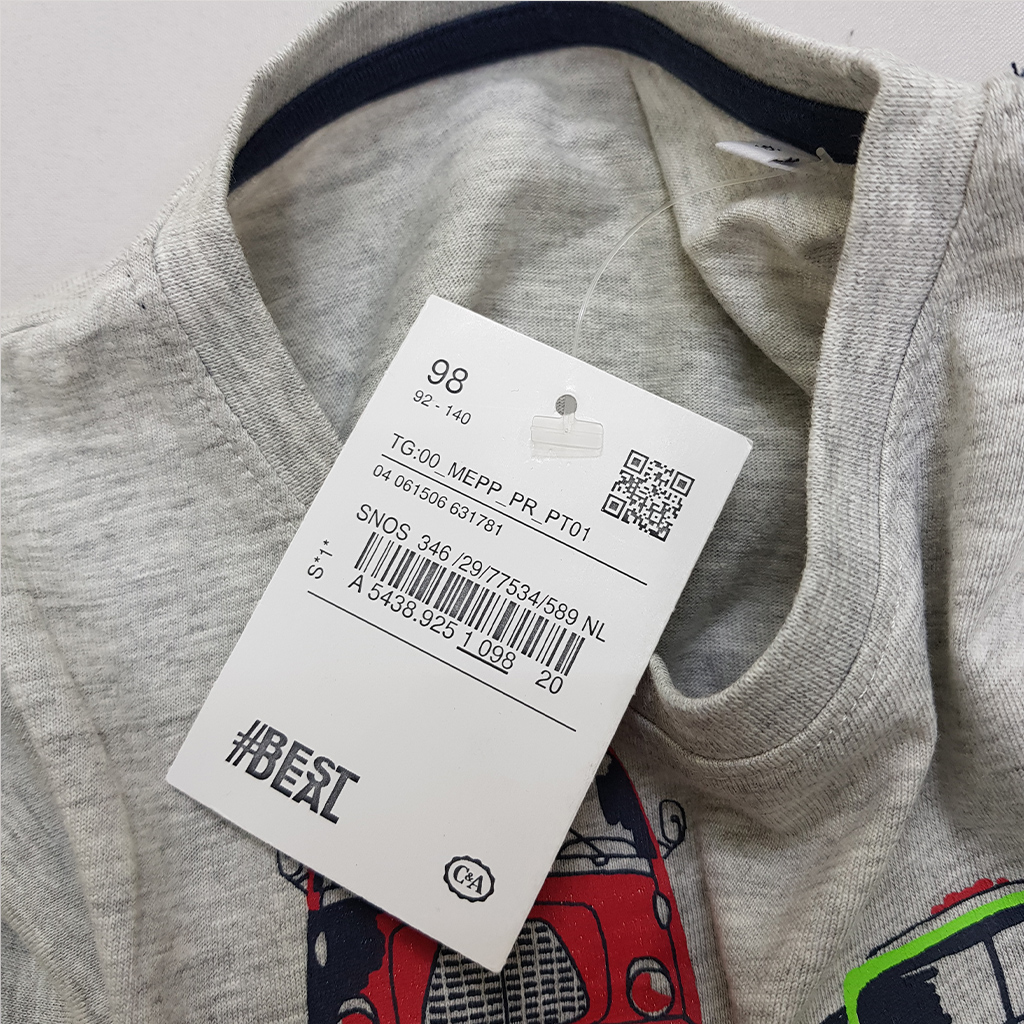 98
92 - 140
TG:00_MEPP_PR_PT01
04 061506 631781
SNOS 346 /29/77534/589 NL
S*1*
A 5438.925 1 098 20
#BEST
DEAL
C&A